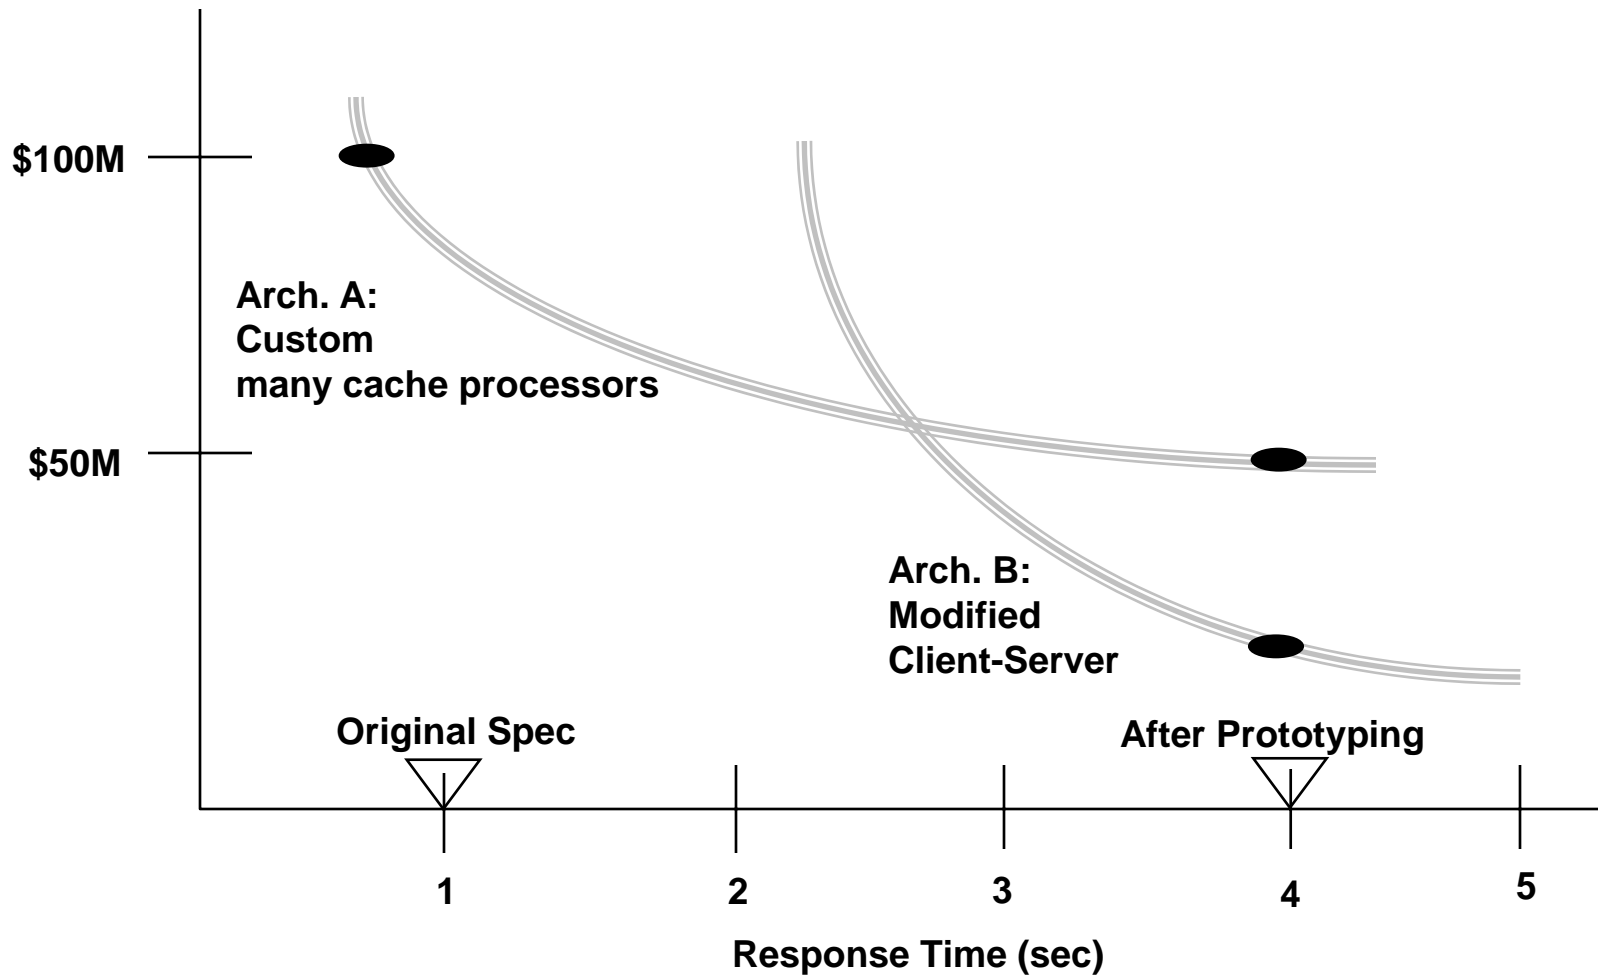 $100M
Arch. A:
Custom
many cache processors
$50M
Arch. B:
Modified
Client-Server
Original Spec
After Prototyping
1
2
3
4
5
Response Time (sec)